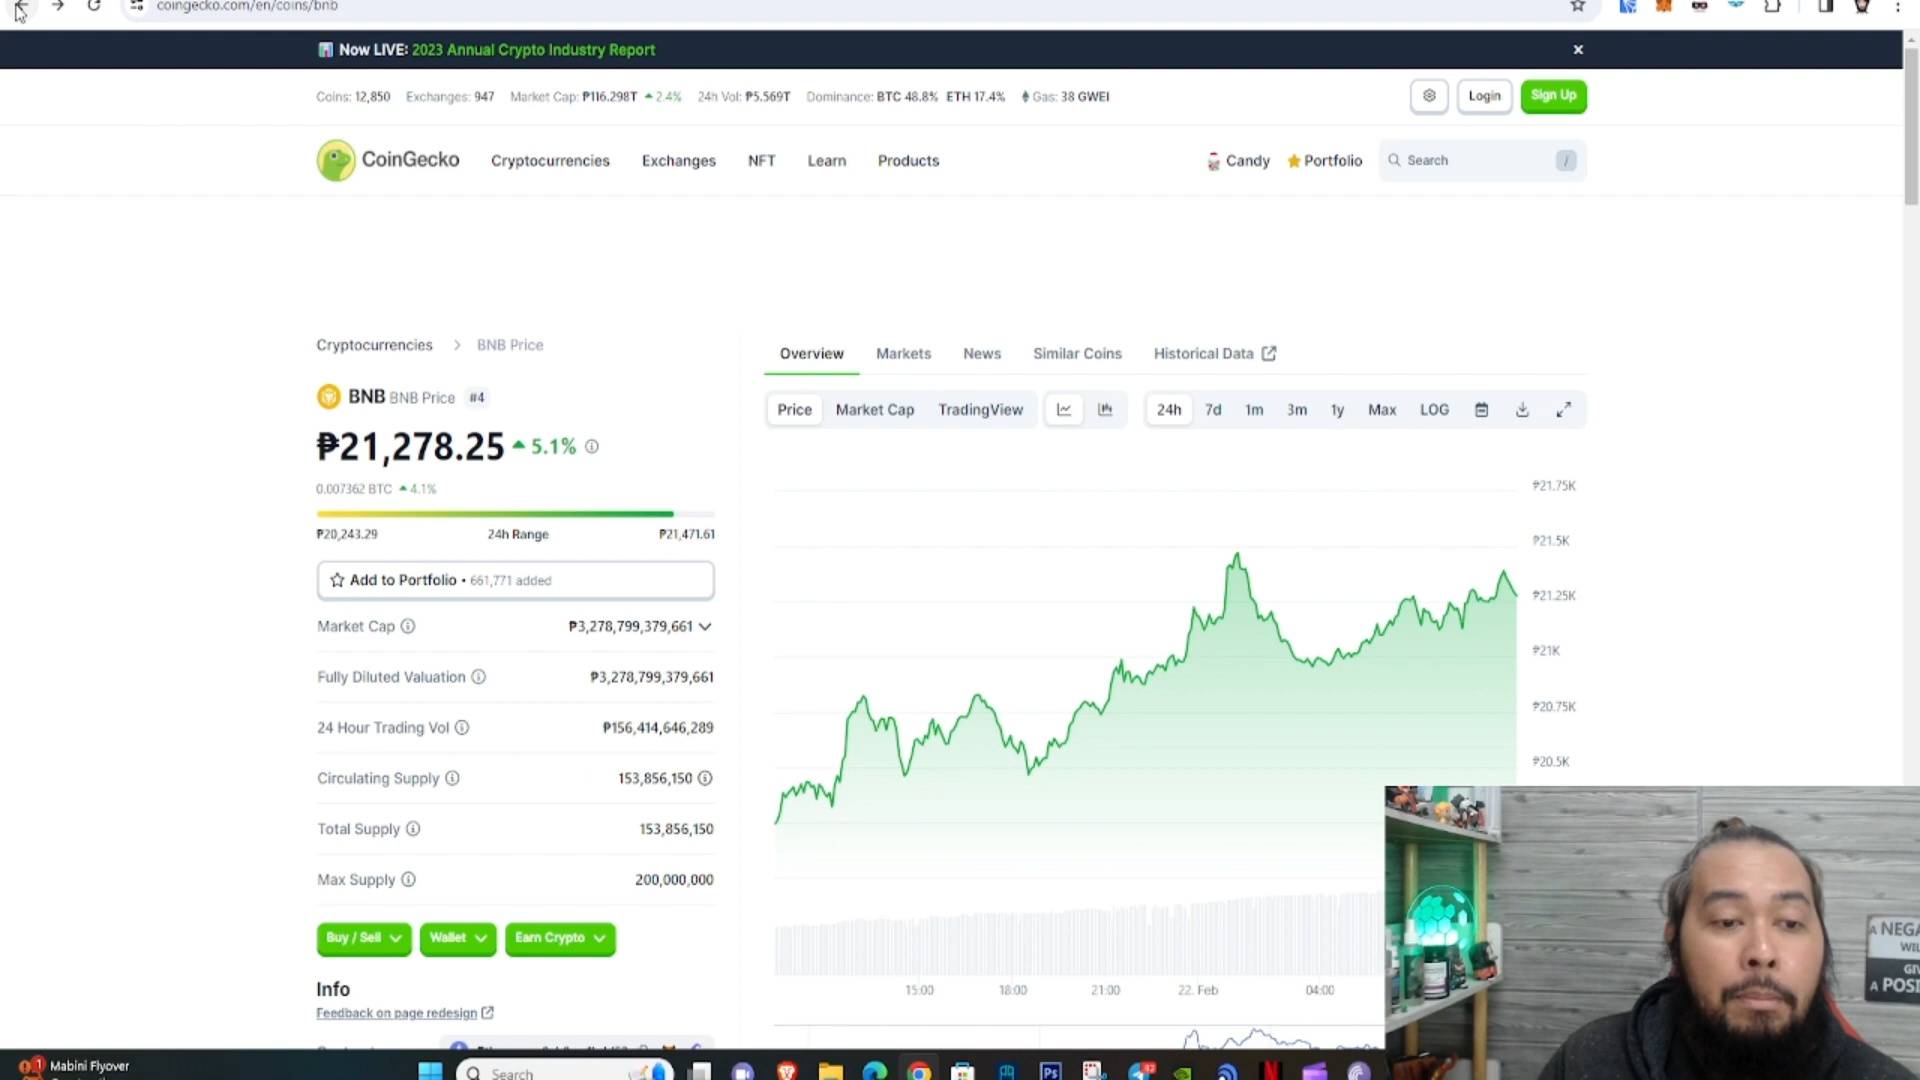 coingecko.com/en/coins/bnb
Now LIVE: 2023 Annual Crypto Industry Report
Coins: 12,850 Exchanges: 947 Market Cap: ₱116.298T 2.4% 24h Vol: ₱5.569T Dominance: BTC 48.8% ETH 17.4% Gas: 38 GWEI
Login
Sign Up
CoinGecko Cryptocurrencies Exchanges NFT Learn Products Candy Portfolio Search /
Cryptocurrencies > BNB Price
BNB BNB Price #4
₱21,278.25 5.1%
0.007362 BTC 4.1%
₱20,243.29 24h Range ₱21,471.61
Add to Portfolio • 661,771 added
Market Cap ₱3,278,799,379,661
Fully Diluted Valuation ₱3,278,799,379,661
24 Hour Trading Vol ₱156,414,646,289
Circulating Supply 153,856,150
Total Supply 153,856,150
Max Supply 200,000,000
Buy / Sell Wallet Earn Crypto
Info
Feedback on page redesign
Overview Markets News Similar Coins Historical Data
Price Market Cap TradingView 24h 7d 1m 3m 1y Max LOG
₱21.75K
₱21.5K
₱21.25K
₱21K
₱20.75K
₱20.5K
15:00 18:00 21:00 22. Feb 04:00
A NEGA
WIL
GIV
A POSI
1 Mabini Flyover
Search
Ps